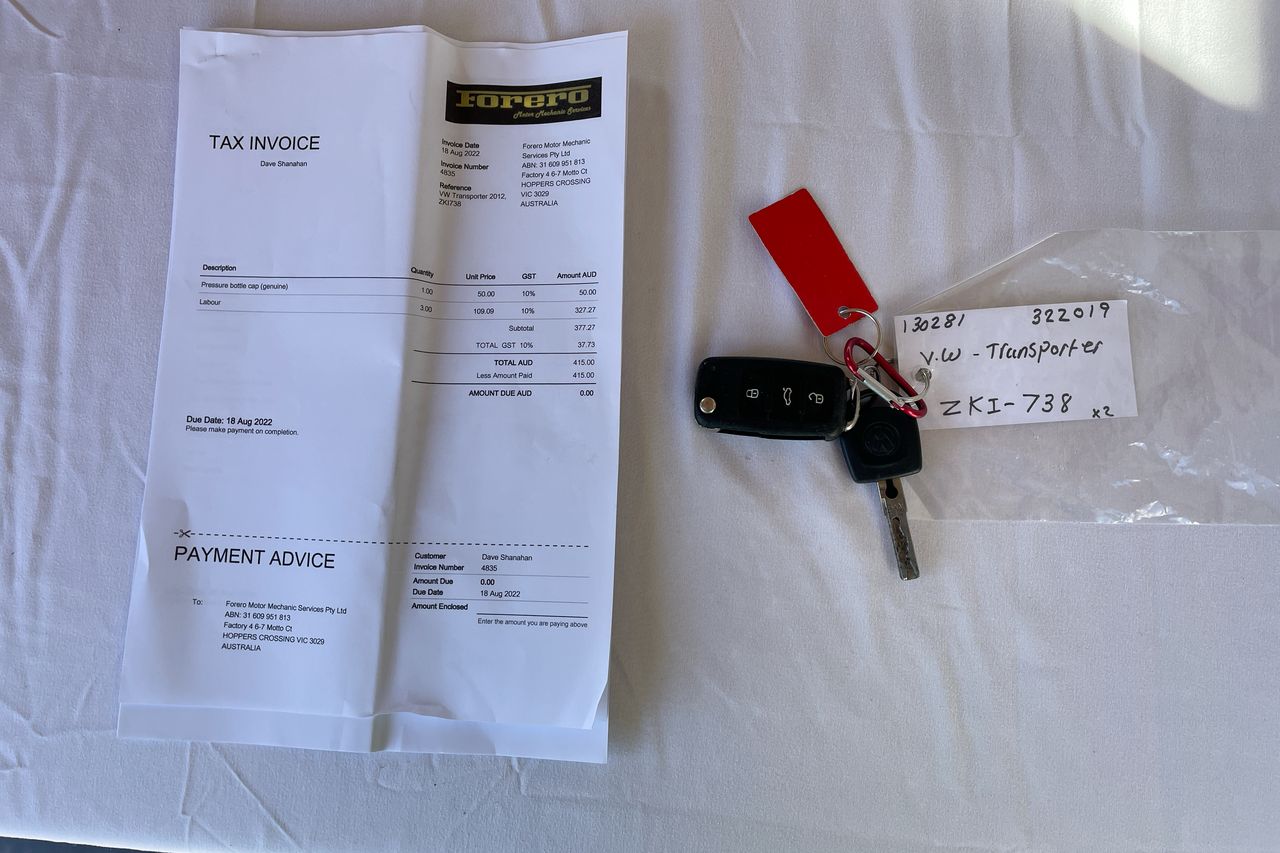 Forero
Motor Mechanic Services
TAX INVOICE
Dave Shanahan
Invoice Date
18 Aug 2022
Invoice Number
4835
Reference
VW Transporter 2012,
ZKI738
Forero Motor Mechanic
Services Pty Ltd
ABN: 31 609 951 813
Factory 4 6-7 Motto Ct
HOPPERS CROSSING
VIC 3029
AUSTRALIA
Description Quantity Unit Price GST Amount AUD
Pressure bottle cap (genuine) 1.00 50.00 10% 50.00
Labour 3.00 109.09 10% 327.27
Subtotal 377.27
TOTAL GST 10% 37.73
TOTAL AUD 415.00
Less Amount Paid 415.00
AMOUNT DUE AUD 0.00
Due Date: 18 Aug 2022
Please make payment on completion.
PAYMENT ADVICE
To: Forero Motor Mechanic Services Pty Ltd
ABN: 31 609 951 813
Factory 4 6-7 Motto Ct
HOPPERS CROSSING VIC 3029
AUSTRALIA
Customer Dave Shanahan
Invoice Number 4835
Amount Due 0.00
Due Date 18 Aug 2022
Amount Enclosed
Enter the amount you are paying above
130281 322019
V.W - Transporter
ZKI-738 x2